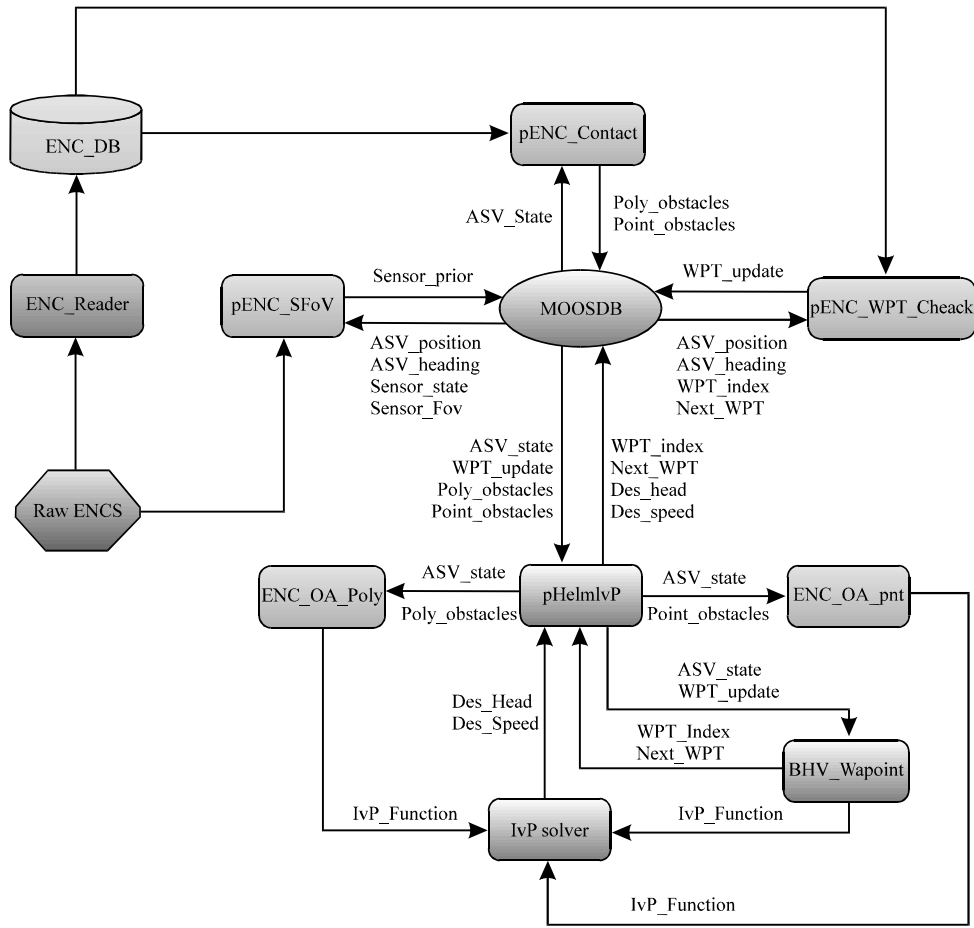 ENC_DB
pENC_Contact
ASV_State
Poly_obstacles
Point_obstacles
ENC_Reader
pENC_SFoV
Sensor_prior
MOOSDB
WPT_update
pENC_WPT_Cheack
ASV_position
ASV_heading
Sensor_state
Sensor_Fov
ASV_position
ASV_heading
WPT_index
Next_WPT
ASV_state
WPT_update
Poly_obstacles
Point_obstacles
WPT_index
Next_WPT
Des_head
Des_speed
Raw ENCS
ENC_OA_Poly
ASV_state
Poly_obstacles
pHelmlvP
ASV_state
Point_obstacles
ENC_OA_pnt
Des_Head
Des_Speed
ASV_state
WPT_update
WPT_Index
Next_WPT
BHV_Wapoint
IvP_Function
IvP solver
IvP_Function
IvP_Function